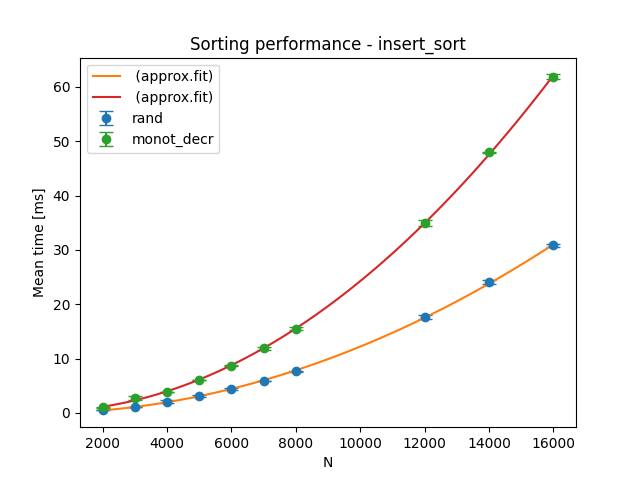 Sorting performance - insert_sort
(approx.fit)
(approx.fit)
rand
monot_decr
Mean time [ms]
60
50
40
30
20
10
0
2000 4000 6000 8000 10000 12000 14000 16000
N